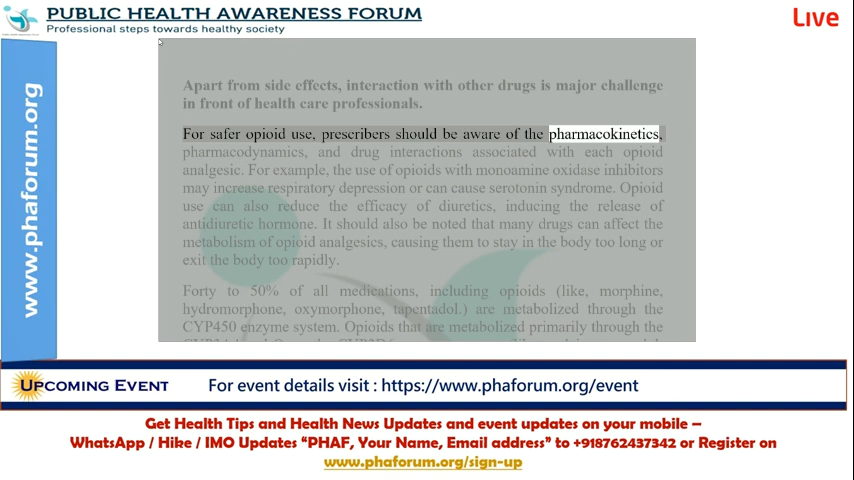 PUBLIC HEALTH AWARENESS FORUM
Professional steps towards healthy society
Live
www.phaforum.org
Apart from side effects, interaction with other drugs is major challenge
in front of health care professionals.
For safer opioid use, prescribers should be aware of the pharmacokinetics,
pharmacodynamics, and drug interactions associated with each opioid
analgesic. For example, the use of opioids with monoamine oxidase inhibitors
may increase respiratory depression or can cause serotonin syndrome. Opioid
use can also reduce the efficacy of diuretics, inducing the release of
antidiuretic hormone. It should also be noted that many drugs can affect the
metabolism of opioid analgesics, causing them to stay in the body too long or
exit the body too rapidly.
Forty to 50% of all medications, including opioids (like, morphine,
hydromorphone, oxymorphone, tapentadol.) are metabolized through the
CYP450 enzyme system. Opioids that are metabolized primarily through the
UPCOMING EVENT
For event details visit : https://www.phaforum.org/event
Get Health Tips and Health News Updates and event updates on your mobile –
WhatsApp / Hike / IMO Updates “PHAF, Your Name, Email address” to +918762437342 or Register on
www.phaforum.org/sign-up